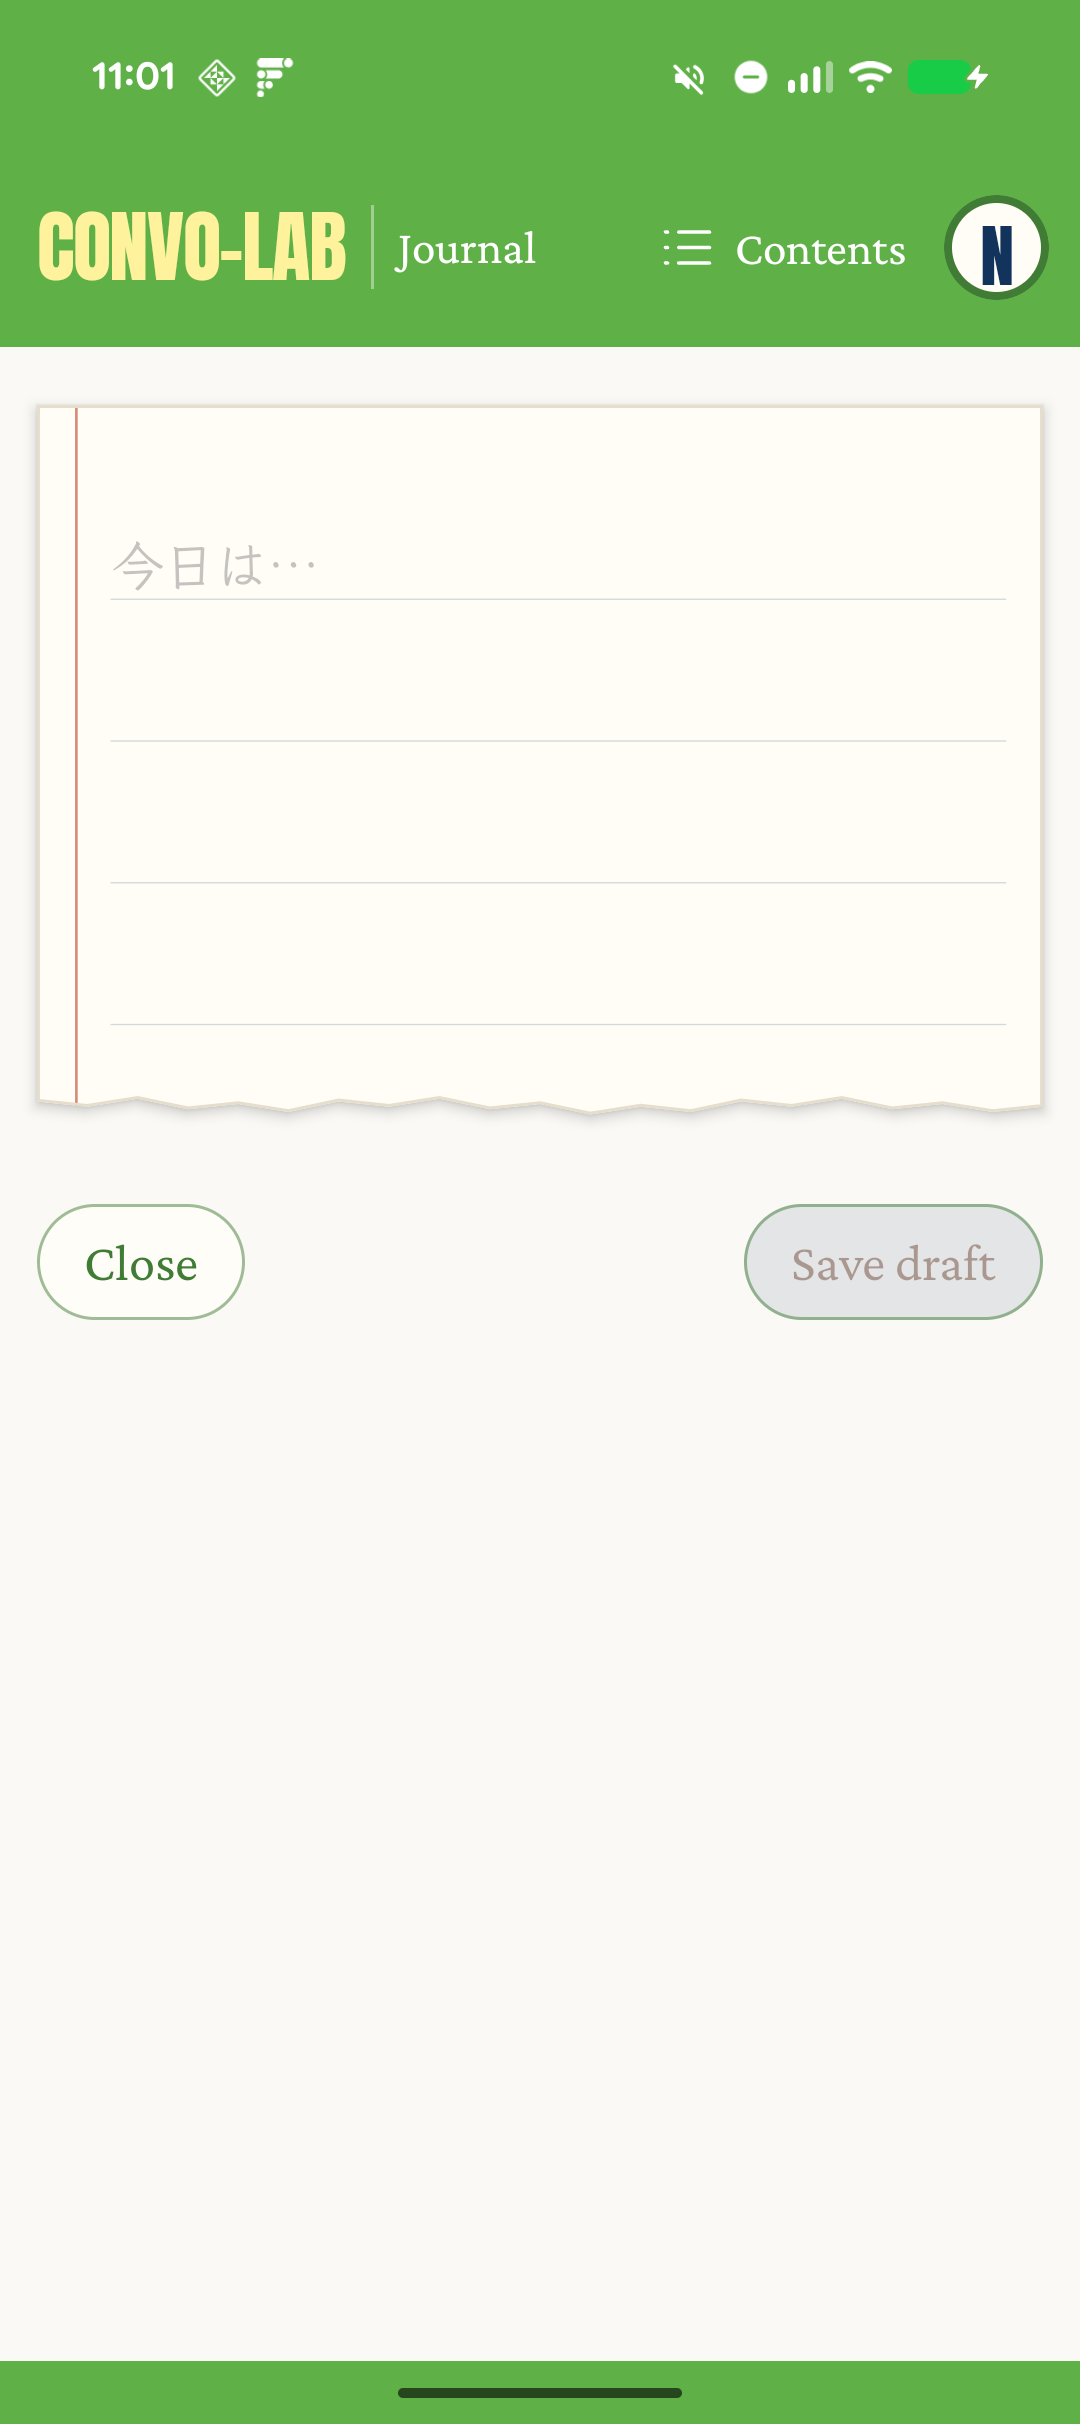 11:01
CONVO-LAB
Journal
Contents
N
今日は…
Close
Save draft